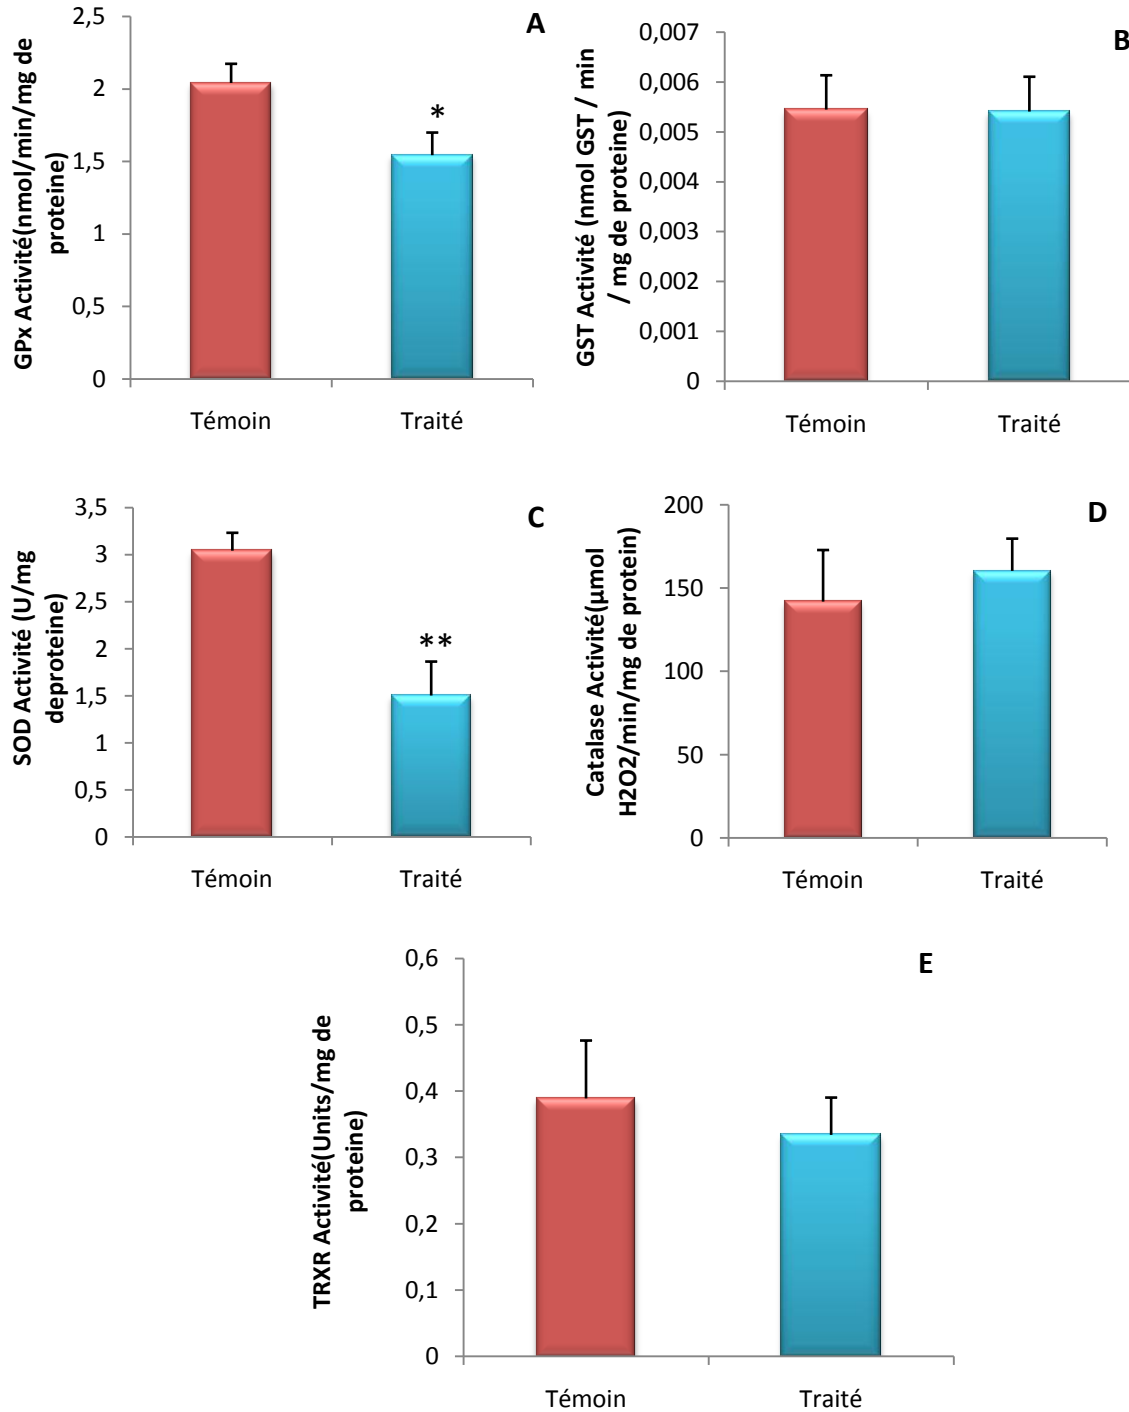 A
GPx Activité(nmol/min/mg de
proteine)
2,5
2
1,5
1
0,5
0
*
Témoin
Traité
B
GST Activité (nmol GST / min
/ mg de proteine)
0,007
0,006
0,005
0,004
0,003
0,002
0,001
0
Témoin
Traité
C
SOD Activité (U/mg
deproteine)
3,5
3
2,5
2
1,5
1
0,5
0
**
Témoin
Traité
D
Catalase Activité(µmol
H2O2/min/mg de protein)
200
150
100
50
0
Témoin
Traité
E
TRXR Activité(Units/mg de
proteine)
0,6
0,5
0,4
0,3
0,2
0,1
0
Témoin
Traité